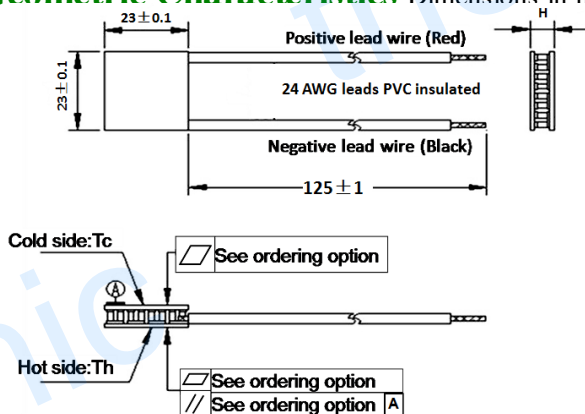 23±0.1
H
Positive lead wire (Red)
23±0.1
24 AWG leads PVC insulated
Negative lead wire (Black)
125±1
Cold side:Tc
See ordering option
A
Hot side:Th
See ordering option
// See ordering option A